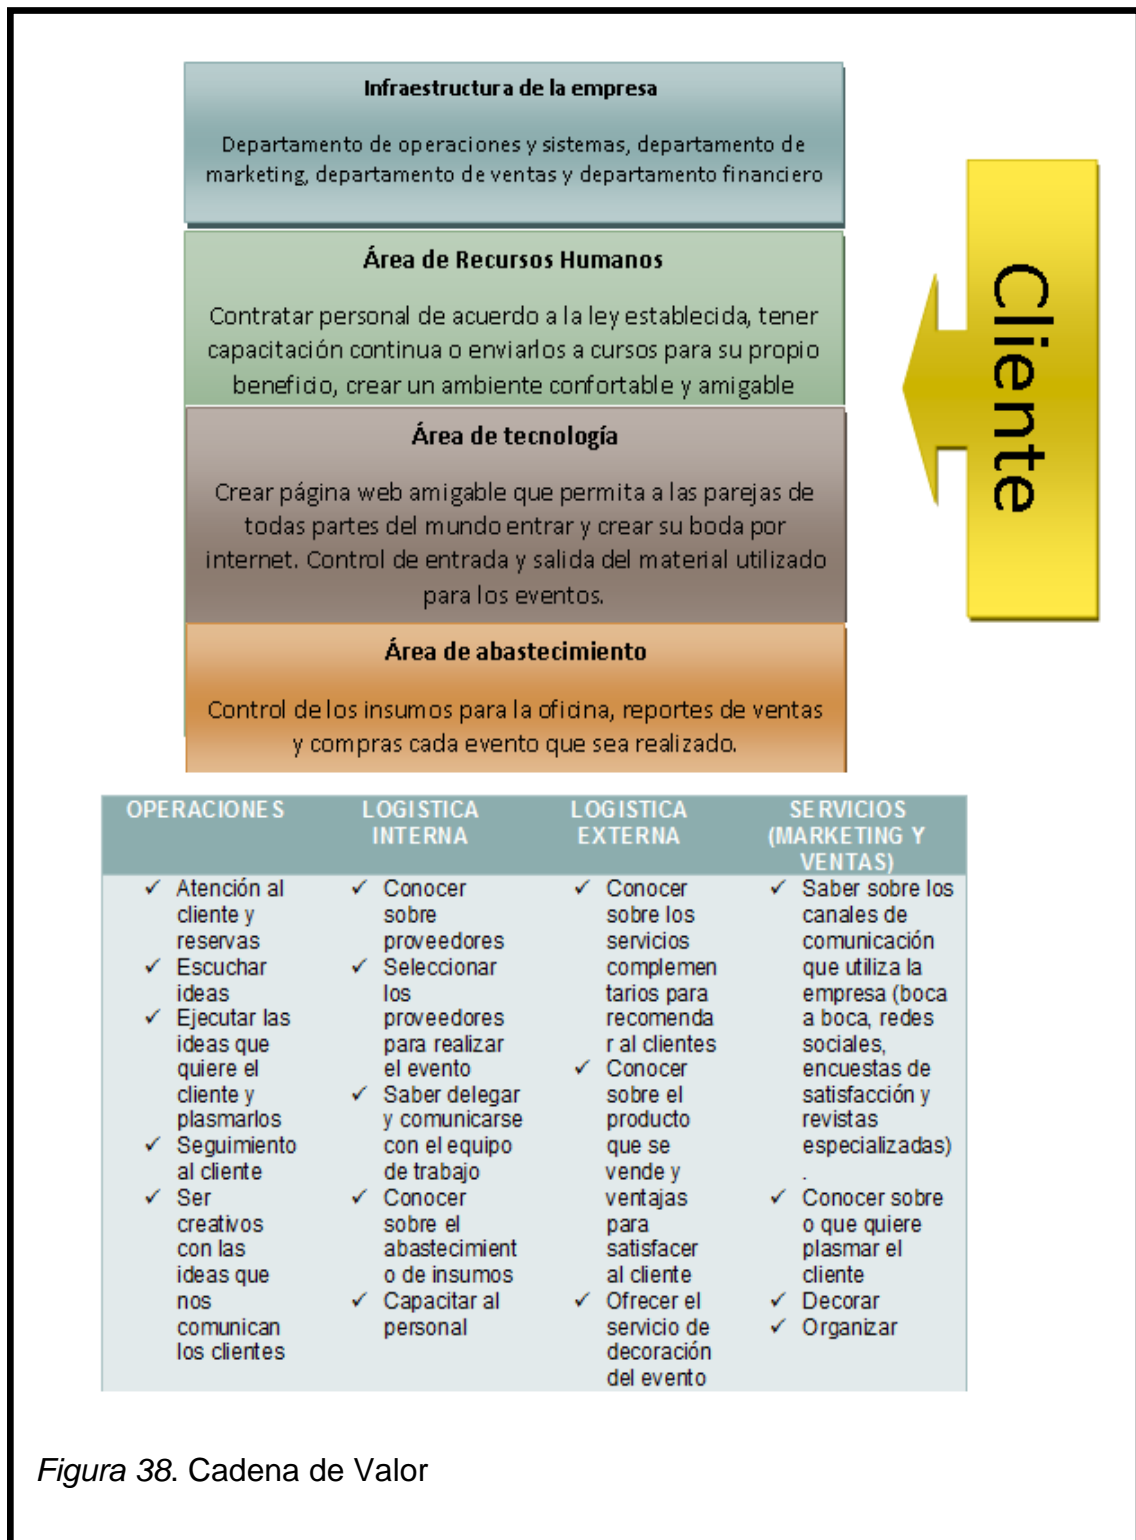 Infraestructura de la empresa
Departamento de operaciones y sistemas, departamento de
marketing, departamento de ventas y departamento financiero
Área de Recursos Humanos
Contratar personal de acuerdo a la ley establecida, tener
capacitación continua o enviarlos a cursos para su propio
beneficio, crear un ambiente confortable y amigable
Área de tecnología
Crear página web amigable que permita a las parejas de
todas partes del mundo entrar y crear su boda por
internet. Control de entrada y salida del material utilizado
para los eventos.
Área de abastecimiento
Control de los insumos para la oficina, reportes de ventas
y compras cada evento que sea realizado.
Cliente
OPERACIONES
✓ Atención al
cliente y
reservas
✓ Escuchar
ideas
✓ Ejecutar las
ideas que
quiere el
cliente y
plasmarlos
✓ Seguimiento
al cliente
✓ Ser
creativos
con las
ideas que
nos
comunican
los clientes
LOGISTICA
INTERNA
✓ Conocer
sobre
proveedores
✓ Seleccionar
los
proveedores
para realizar
el evento
✓ Saber delegar
y comunicarse
con el equipo
de trabajo
✓ Conocer
sobre el
abastecimient
o de insumos
✓ Capacitar al
personal
LOGISTICA
EXTERNA
✓ Conocer
sobre los
servicios
complemen
tarios para
recomenda
r al clientes
✓ Conocer
sobre el
producto
que se
vende y
ventajas
para
satisfacer
al cliente
✓ Ofrecer el
servicio de
decoración
del evento
SERVICIOS
(MARKETING Y
VENTAS)
✓ Saber sobre los
canales de
comunicación
que utiliza la
empresa (boca
a boca, redes
sociales,
encuestas de
satisfacción y
revistas
especializadas)
.
✓ Conocer sobre
o que quiere
plasmar el
cliente
✓ Decorar
✓ Organizar
Figura 38. Cadena de Valor